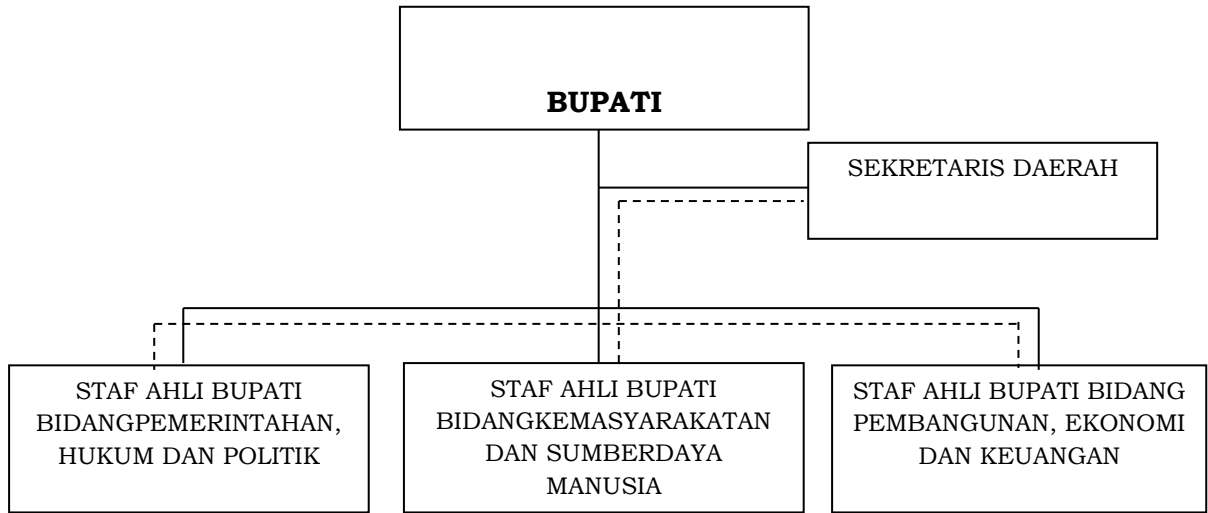 BUPATI
SEKRETARIS DAERAH
STAF AHLI BUPATI
BIDANGPEMERINTAHAN,
HUKUM DAN POLITIK
STAF AHLI BUPATI
BIDANGKEMASYARAKATAN
DAN SUMBERDAYA
MANUSIA
STAF AHLI BUPATI BIDANG
PEMBANGUNAN, EKONOMI
DAN KEUANGAN